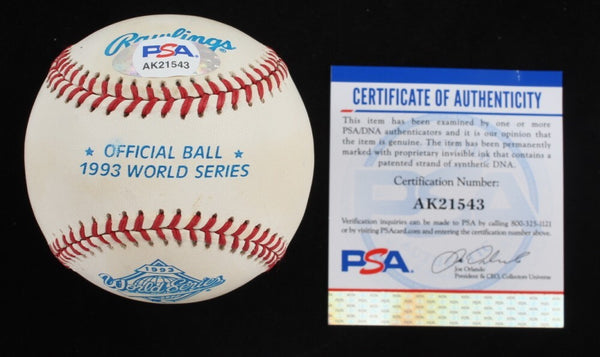 Rawlings
PSA
AK21543
★ OFFICIAL BALL ★
1993 WORLD SERIES
1993
World Series
CERTIFICATE OF AUTHENTICITY
This item has been examined by one or more
PSA/DNA authenticators and it is our opinion that
the item is genuine. The item has been permanently
marked with proprietary invisible ink that contains a
patented strand of synthetic DNA.
Certification Number:
AK21543
Verification inquiries can be made to PSA by calling 800-325-1121
or by visiting PSAcard.com and entering the certification number above.
PSA
Joe Orlando
President & CEO, Collectors Universe